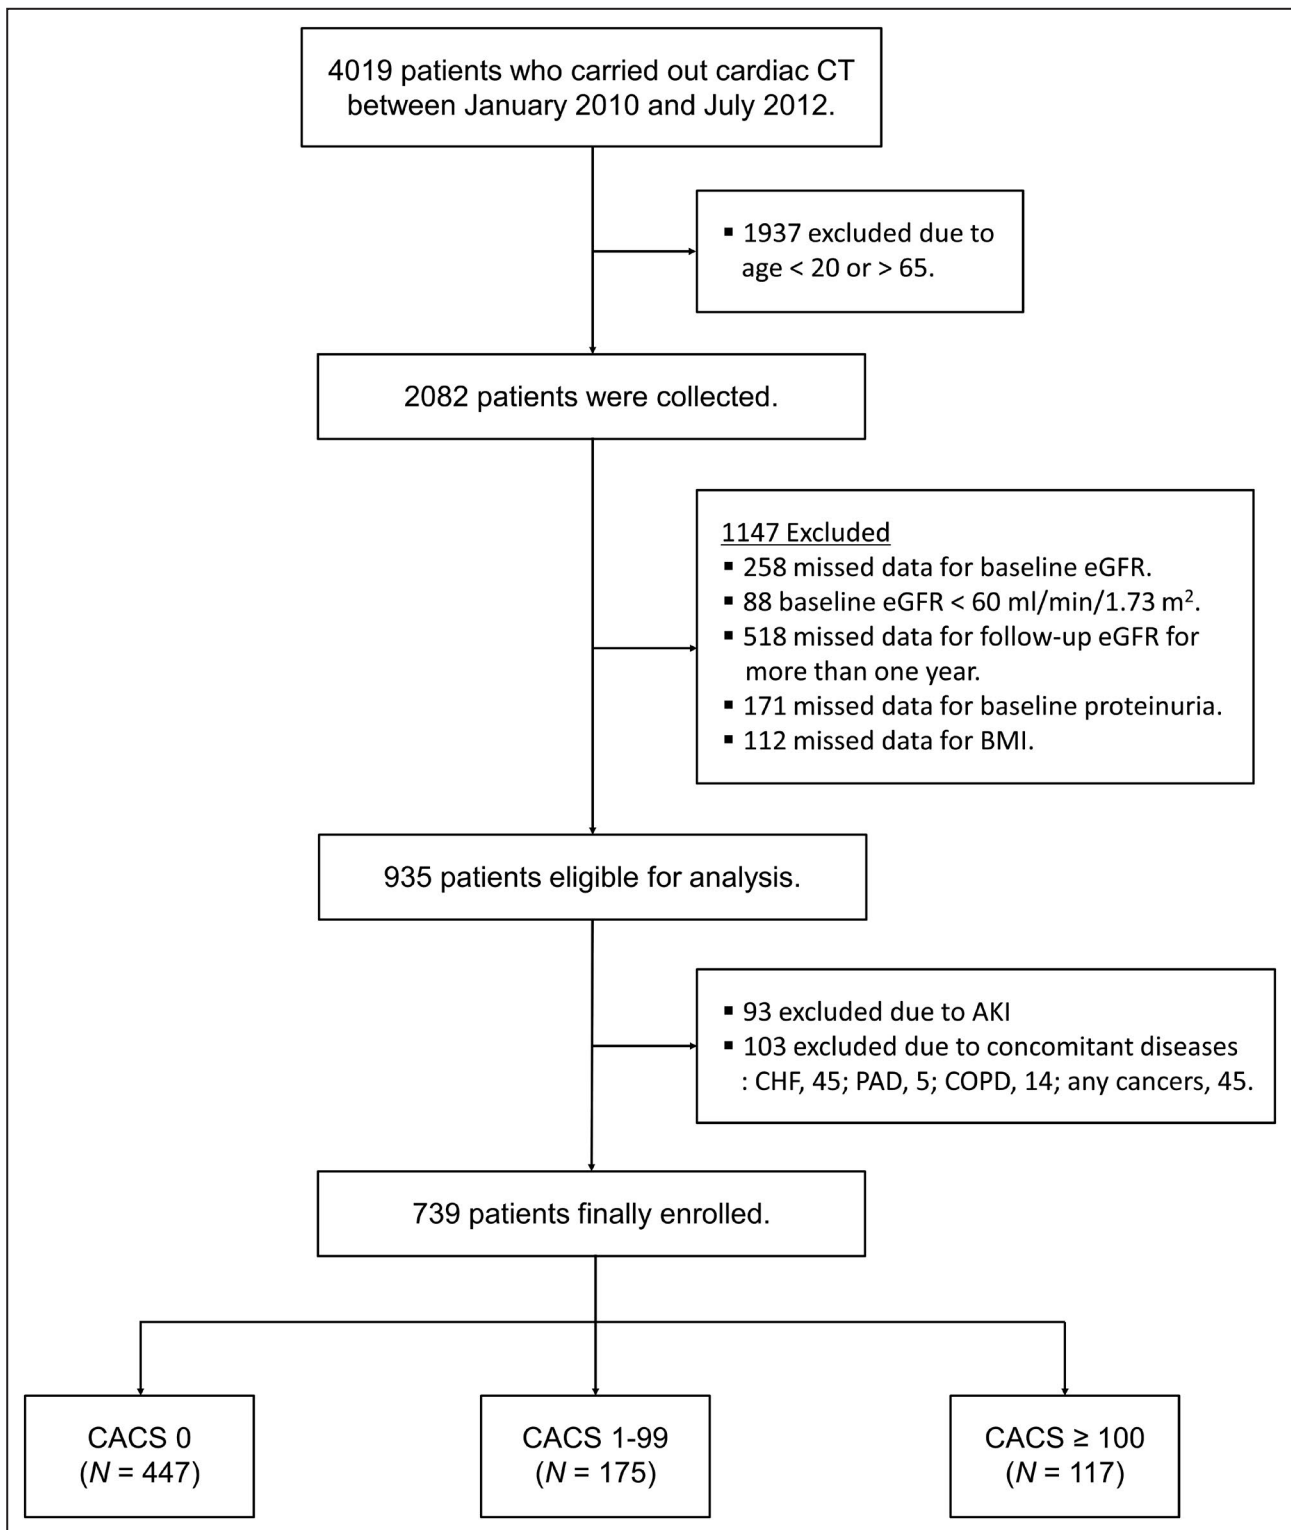 4019 patients who carried out cardiac CT
between January 2010 and July 2012.
▪ 1937 excluded due to
age < 20 or > 65.
2082 patients were collected.
1147 Excluded
▪ 258 missed data for baseline eGFR.
▪ 88 baseline eGFR < 60 ml/min/1.73 m².
▪ 518 missed data for follow-up eGFR for
more than one year.
▪ 171 missed data for baseline proteinuria.
▪ 112 missed data for BMI.
935 patients eligible for analysis.
▪ 93 excluded due to AKI
▪ 103 excluded due to concomitant diseases
: CHF, 45; PAD, 5; COPD, 14; any cancers, 45.
739 patients finally enrolled.
CACS 0
(N = 447)
CACS 1-99
(N = 175)
CACS ≥ 100
(N = 117)